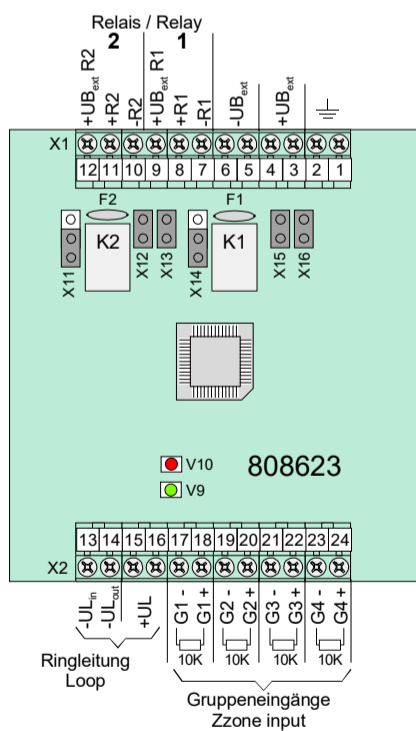 Relais / Relay
2 1
+UBext R2
+R2
-R2
+UBext R1
+R1
-R1
-UBext
+UBext
X1
12 11 10 9 8 7 6 5 4 3 2 1
F2 F1
K2 K1
X11
X12
X13
X14
X15
X16
V10
V9
808623
13 14 15 16 17 18 19 20 21 22 23 24
X2
-ULin
-ULout
+UL
G1 -
G1 +
G2 -
G2 +
G3 -
G3 +
G4 -
G4 +
10K 10K 10K 10K
Ringleitung
Loop
Gruppeneingänge
Zzone input